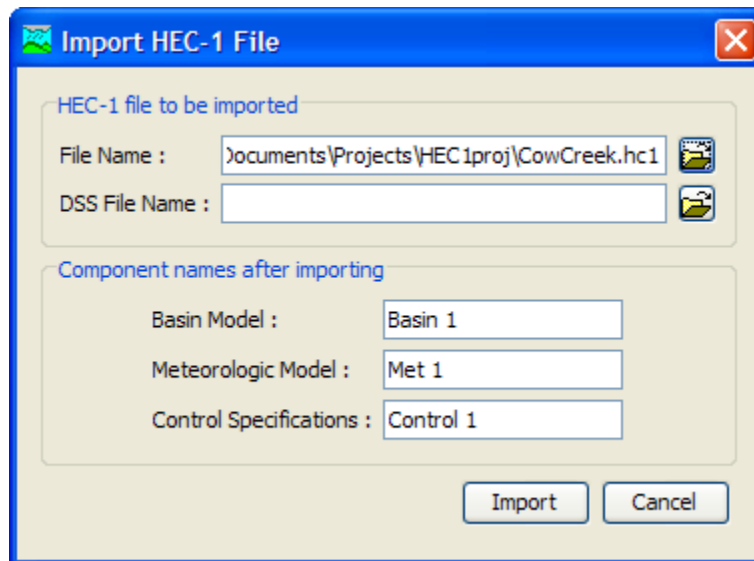 Import HEC-1 File
HEC-1 file to be imported
File Name : Documents\Projects\HEC1proj\CowCreek.hc1
DSS File Name :
Component names after importing
Basin Model : Basin 1
Meteorologic Model : Met 1
Control Specifications : Control 1
Import Cancel